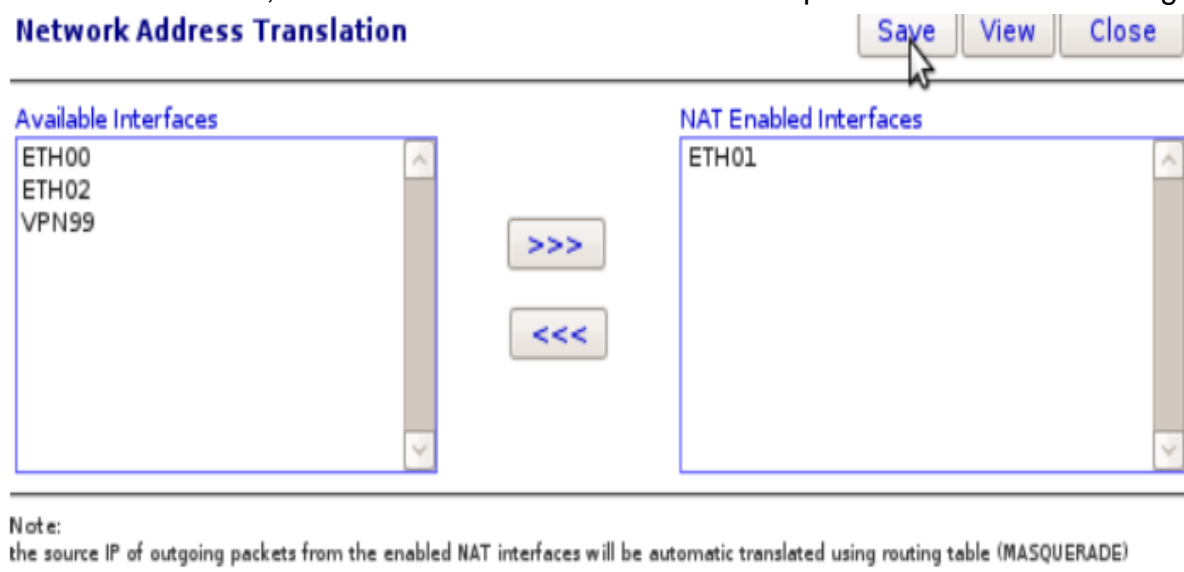 Network Address Translation
Save View Close
Available Interfaces
NAT Enabled Interfaces
ETH00
ETH02
VPN99
ETH01
>>>
<<<
Note:
the source IP of outgoing packets from the enabled NAT interfaces will be automatic translated using routing table (MASQUERADE)